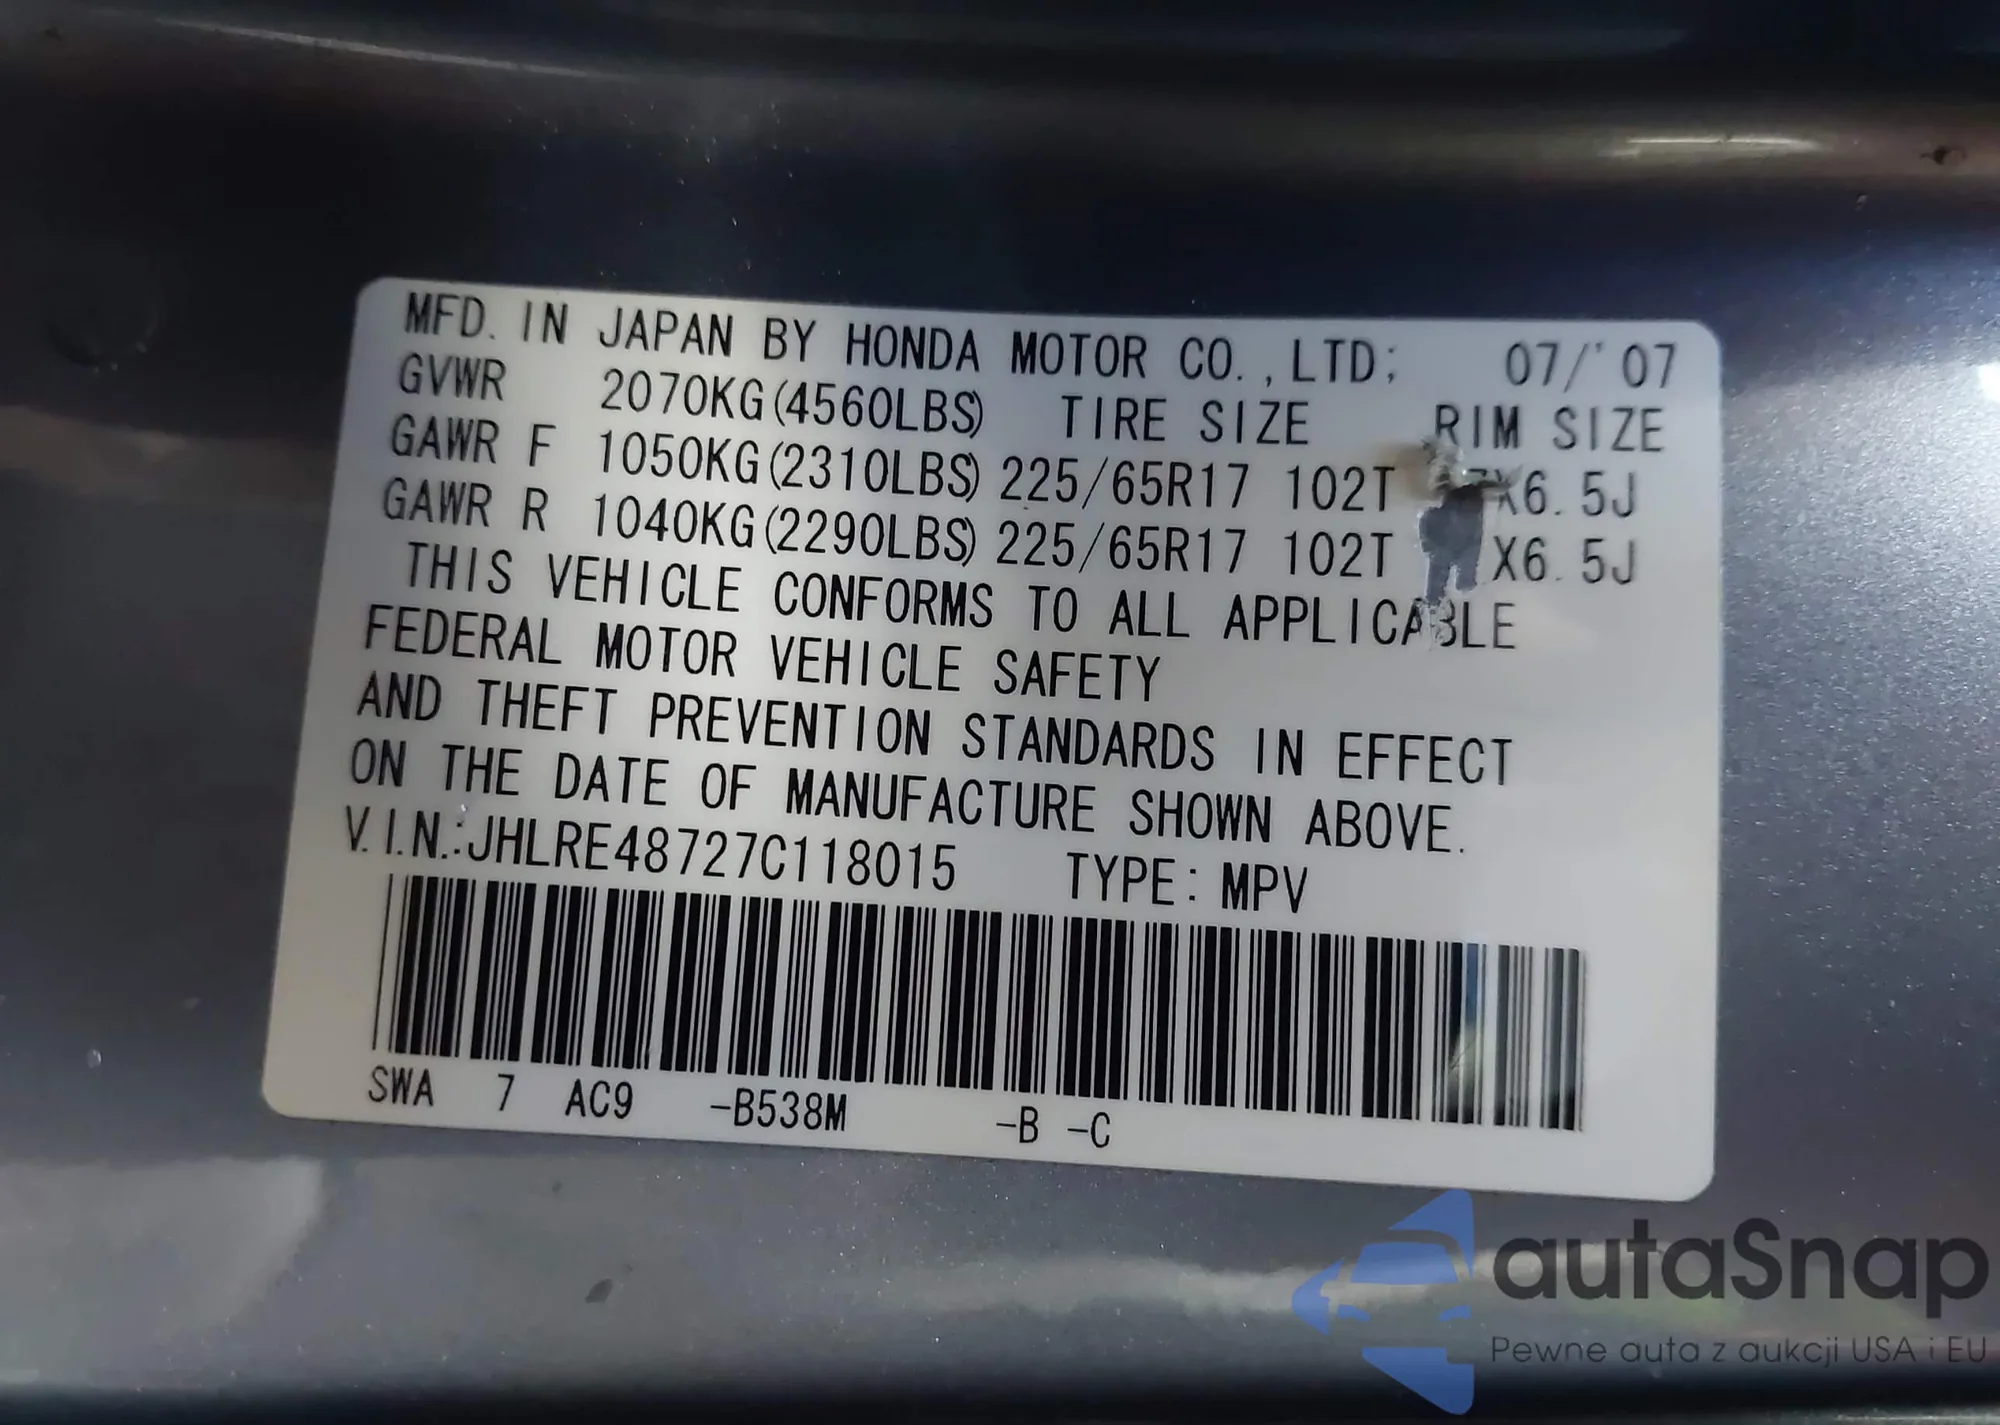 MFD. IN JAPAN BY HONDA MOTOR CO.,LTD; 07/'07
GVWR 2070KG(4560LBS) TIRE SIZE RIM SIZE
GAWR F 1050KG(2310LBS) 225/65R17 102T 7X6.5J
GAWR R 1040KG(2290LBS) 225/65R17 102T X6.5J
THIS VEHICLE CONFORMS TO ALL APPLICABLE
FEDERAL MOTOR VEHICLE SAFETY
AND THEFT PREVENTION STANDARDS IN EFFECT
ON THE DATE OF MANUFACTURE SHOWN ABOVE.
V.I.N.:JHLRE48727C118015 TYPE: MPV
SWA 7 AC9 -B538M -B -C
autaSnap
Pewne auta z aukcji USA i EU